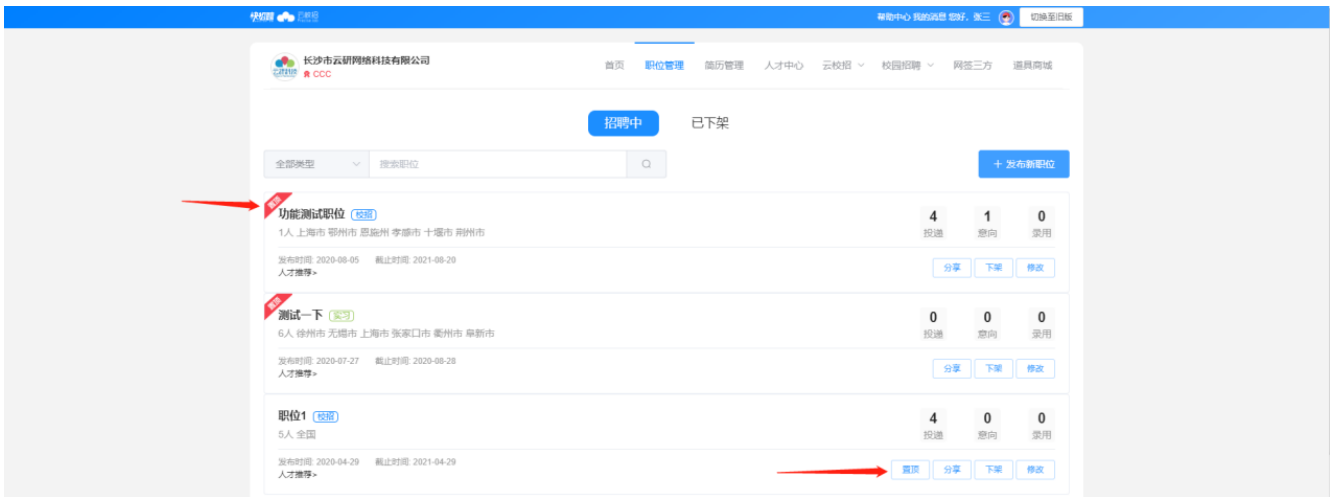 快招网 云就创
帮助中心 我的消息 您好, 张三 切换至旧版
长沙市云研网络科技有限公司
CCC
首页 职位管理 简历管理 人才中心 云校招 校园招聘 网签三方 道具商城
招聘中 已下架
全部类型 搜索职位 + 发布新职位
置顶
功能测试职位 校招 4 1 0
1人 上海市 鄂州市 恩施州 孝感市 十堰市 荆州市 投递 意向 录用
发布时间: 2020-08-05 截止时间: 2021-08-20 分享 下架 修改
人才推荐>
置顶
测试一下 实习 0 0 0
6人 徐州市 无锡市 上海市 张家口市 衢州市 阜新市 投递 意向 录用
发布时间: 2020-07-27 截止时间: 2020-08-28 分享 下架 修改
人才推荐>
职位1 校招 4 0 0
5人 全国 投递 意向 录用
发布时间: 2020-04-29 截止时间: 2021-04-29 置顶 分享 下架 修改
人才推荐>